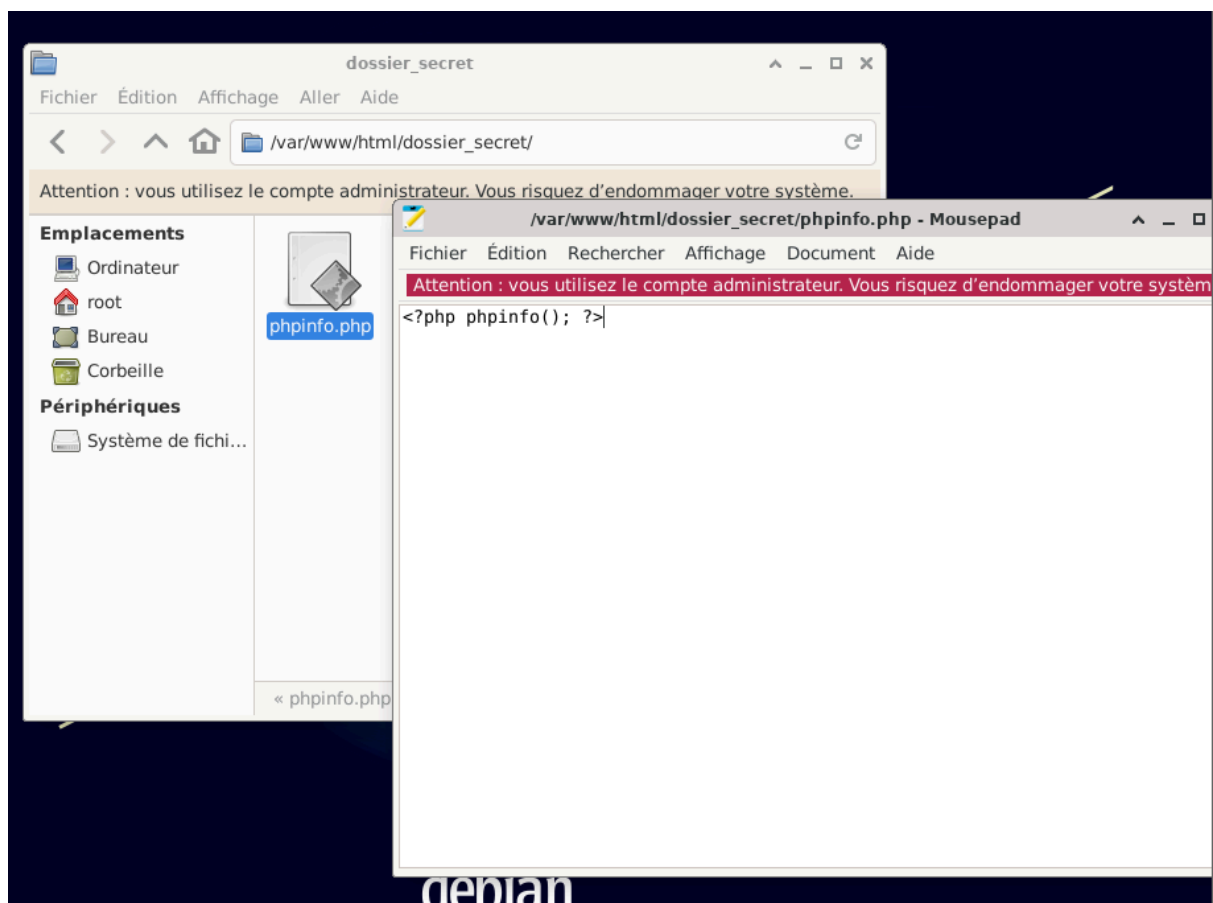 dossier_secret
Fichier Édition Affichage Aller Aide
/var/www/html/dossier_secret/
Attention : vous utilisez le compte administrateur. Vous risquez d’endommager votre système.
Emplacements
Ordinateur
root
Bureau
Corbeille
Périphériques
Système de fichi...
phpinfo.php
« phpinfo.php
/var/www/html/dossier_secret/phpinfo.php - Mousepad
Fichier Édition Rechercher Affichage Document Aide
Attention : vous utilisez le compte administrateur. Vous risquez d’endommager votre systèm
<?php phpinfo(); ?>
debian